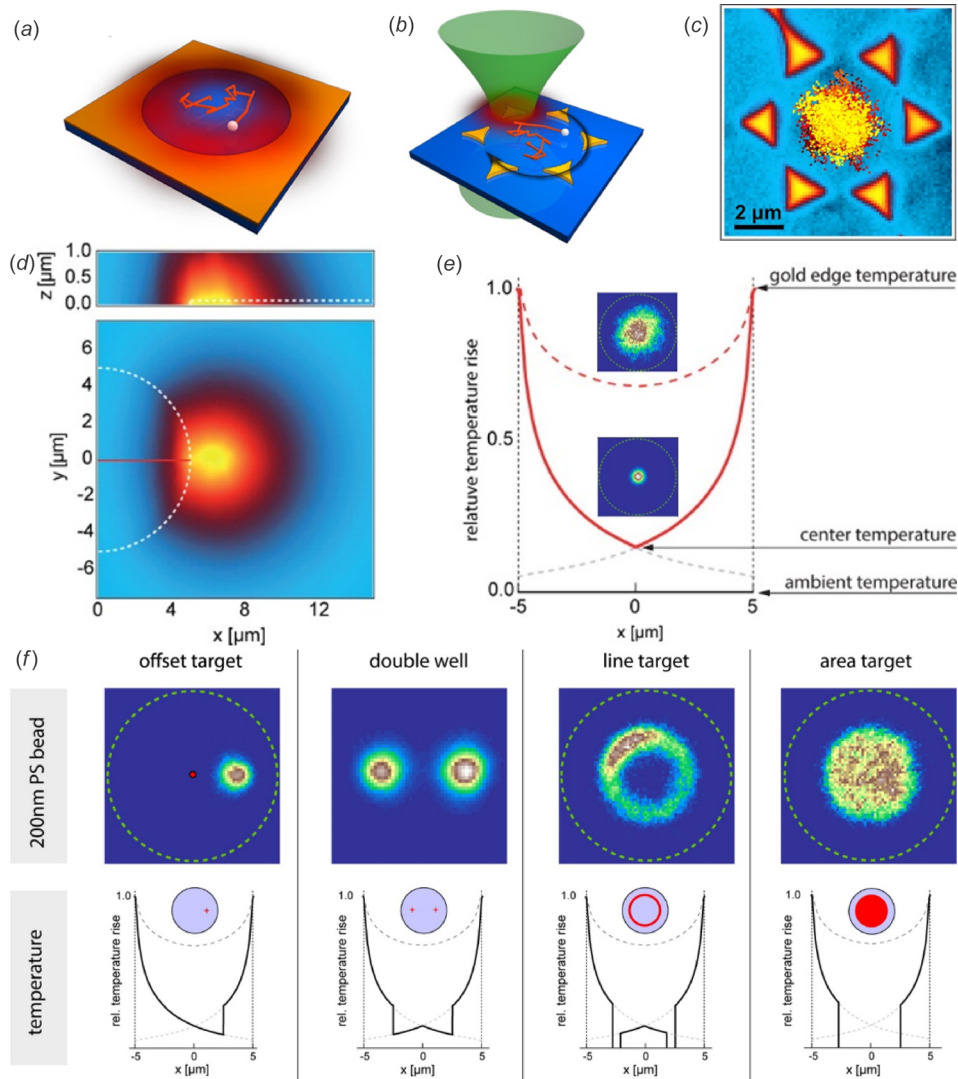 (a)
(b)
(c)
2 μm
(d)
z [μm]
1.0
0.5
0.0
y [μm]
6
4
2
0
-2
-4
-6
0
4
8
12
x [μm]
(e)
relatuve temperature rise
1.0
0.5
0.0
-5
0
5
x [μm]
gold edge temperature
center temperature
ambient temperature
(f)
offset target
double well
line target
area target
200nm PS bead
temperature
rel. temperature rise
1.0
-5
0
5
x [μm]
rel. temperature rise
1.0
-5
0
5
x [μm]
rel. temperature rise
1.0
-5
0
5
x [μm]
rel. temperature rise
1.0
-5
0
5
x [μm]